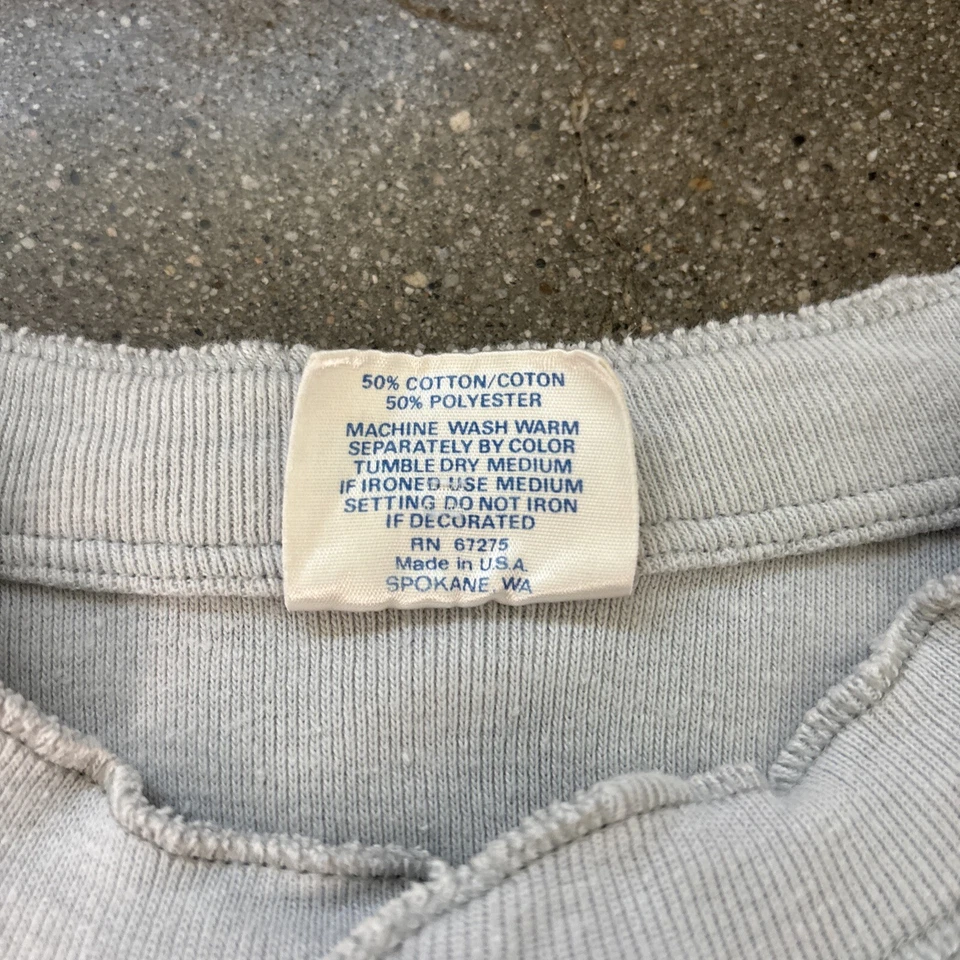 50% COTTON/COTON
50% POLYESTER
MACHINE WASH WARM
SEPARATELY BY COLOR
TUMBLE DRY MEDIUM
IF IRONED USE MEDIUM
SETTING DO NOT IRON
IF DECORATED
RN 67275
Made in U.S.A.
SPOKANE, WA